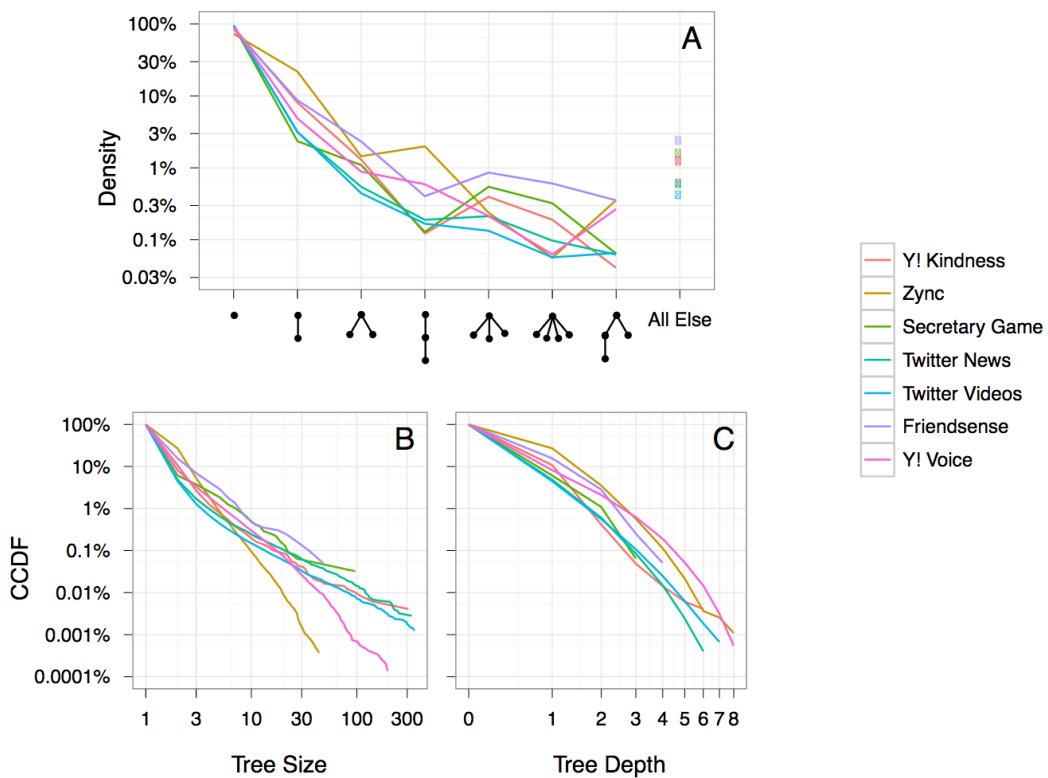 A
100%
30%
10%
3%
1%
0.3%
0.1%
0.03%
Density
All Else
Y! Kindness
Zync
Secretary Game
Twitter News
Twitter Videos
Friendsense
Y! Voice
B
C
100%
10%
1%
0.1%
0.01%
0.001%
0.0001%
CCDF
1 3 10 30 100 300
0 1 2 3 4 5 6 7 8
Tree Size
Tree Depth